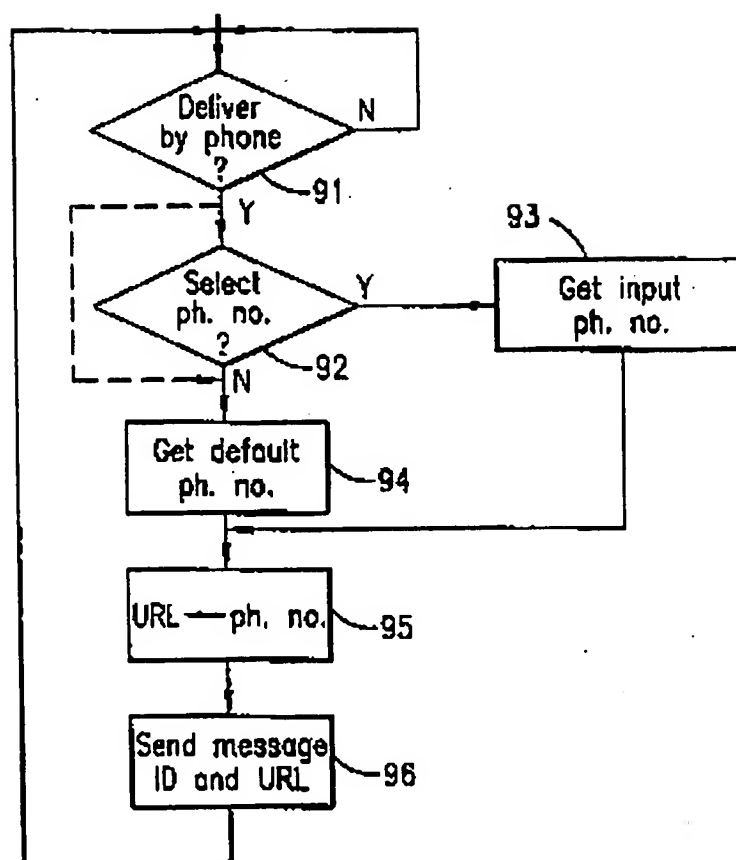 Deliver
by phone
?
N
91
Y
93
Select
ph. no.
?
Y
Get input
ph. no.
92
N
Get default
ph. no.
94
URL — ph. no.
95
Send message
ID and URL
96